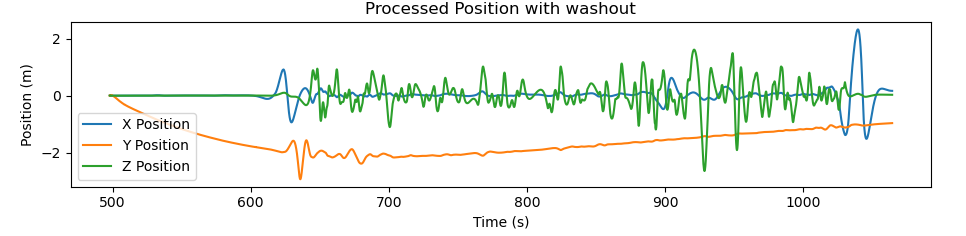 Processed Position with washout
Position (m)
2
0
−2
X Position
Y Position
Z Position
500 600 700 800 900 1000
Time (s)